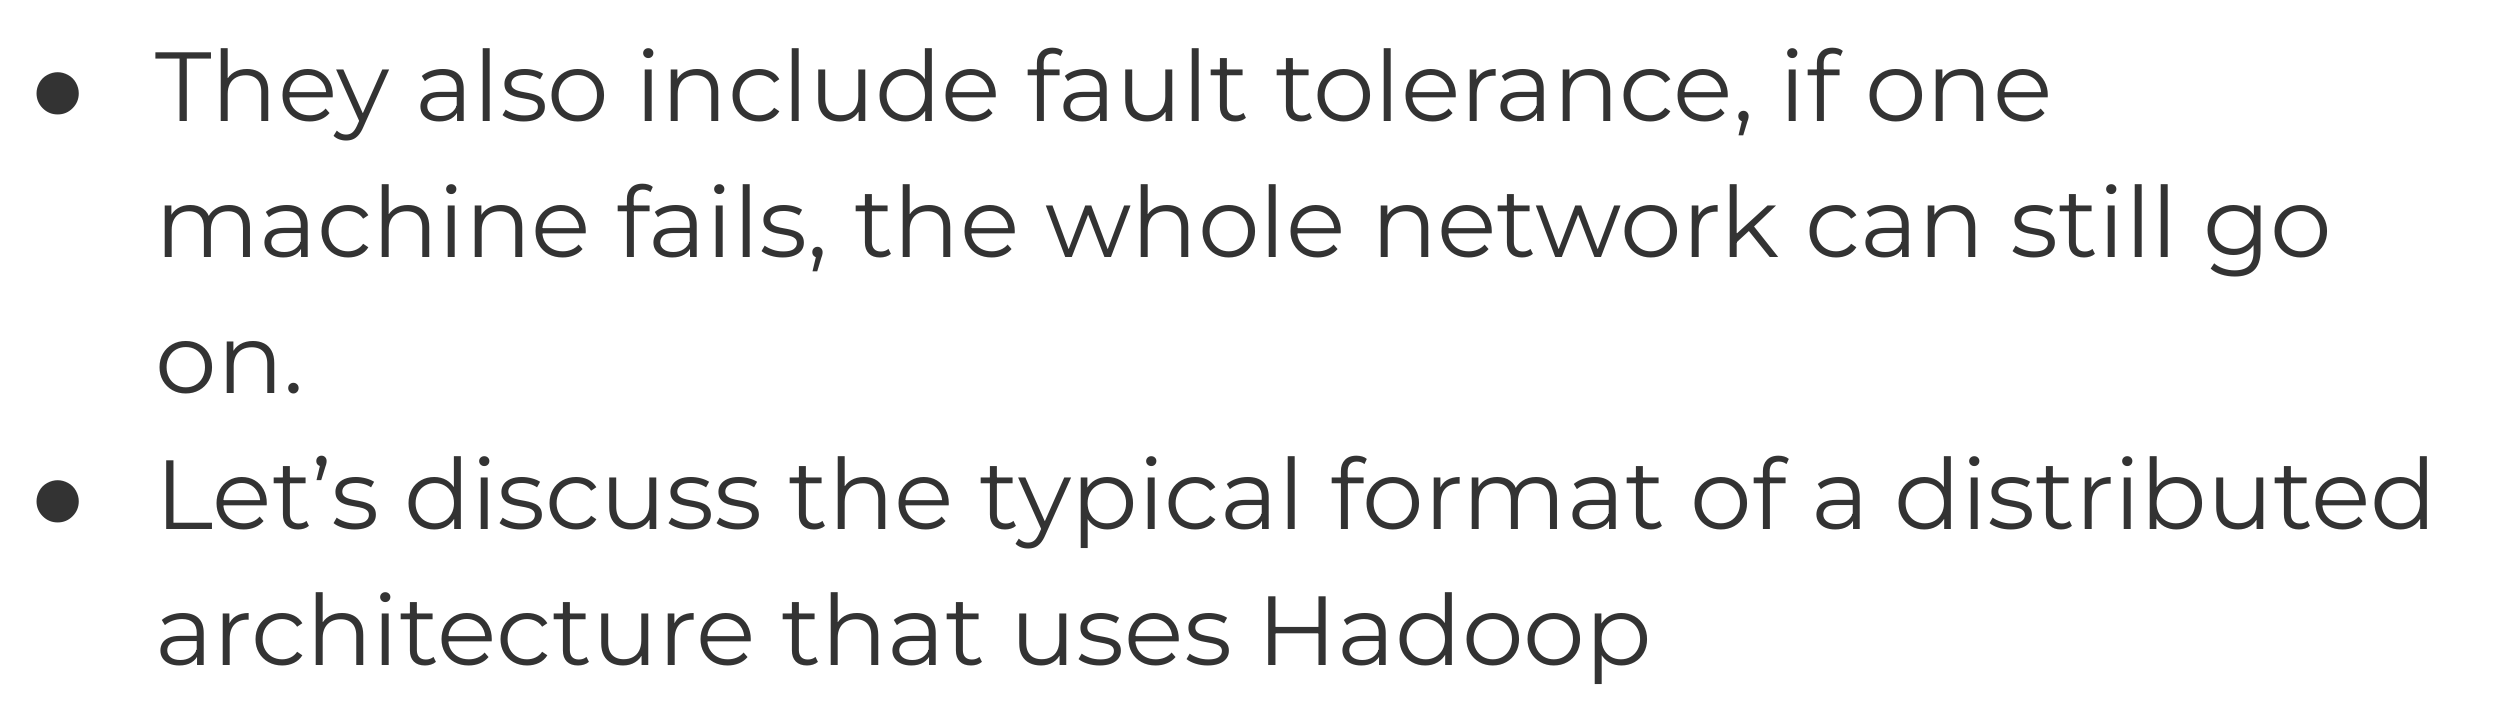 ● They also include fault tolerance, if one
machine fails, the whole network can still go
on.
● Let’s discuss the typical format of a distributed
architecture that uses Hadoop